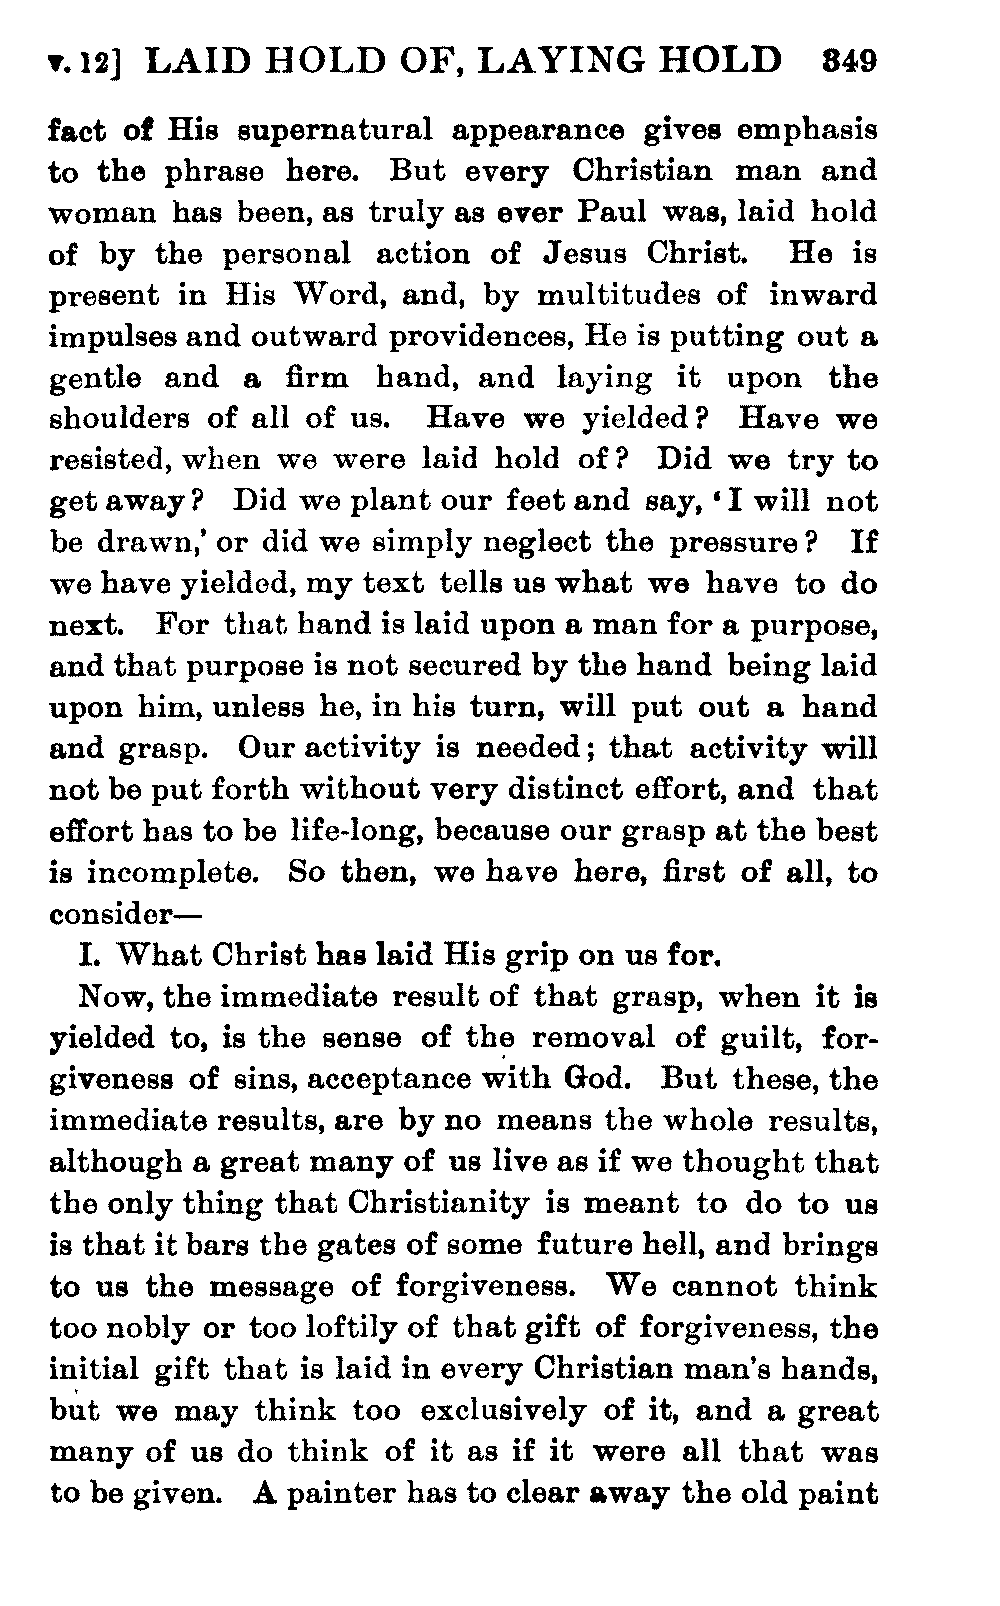 v. 12] LAID HOLD OF, LAYING HOLD 349
fact of His supernatural appearance gives emphasis
to the phrase here. But every Christian man and
woman has been, as truly as ever Paul was, laid hold
of by the personal action of Jesus Christ. He is
present in His Word, and, by multitudes of inward
impulses and outward providences, He is putting out a
gentle and a firm hand, and laying it upon the
shoulders of all of us. Have we yielded? Have we
resisted, when we were laid hold of? Did we try to
get away? Did we plant our feet and say, 'I will not
be drawn,' or did we simply neglect the pressure? If
we have yielded, my text tells us what we have to do
next. For that hand is laid upon a man for a purpose,
and that purpose is not secured by the hand being laid
upon him, unless he, in his turn, will put out a hand
and grasp. Our activity is needed; that activity will
not be put forth without very distinct effort, and that
effort has to be life-long, because our grasp at the best
is incomplete. So then, we have here, first of all, to
consider—
I. What Christ has laid His grip on us for.
Now, the immediate result of that grasp, when it is
yielded to, is the sense of the removal of guilt, for-
giveness of sins, acceptance with God. But these, the
immediate results, are by no means the whole results,
although a great many of us live as if we thought that
the only thing that Christianity is meant to do to us
is that it bars the gates of some future hell, and brings
to us the message of forgiveness. We cannot think
too nobly or too loftily of that gift of forgiveness, the
initial gift that is laid in every Christian man's hands,
but we may think too exclusively of it, and a great
many of us do think of it as if it were all that was
to be given. A painter has to clear away the old paint